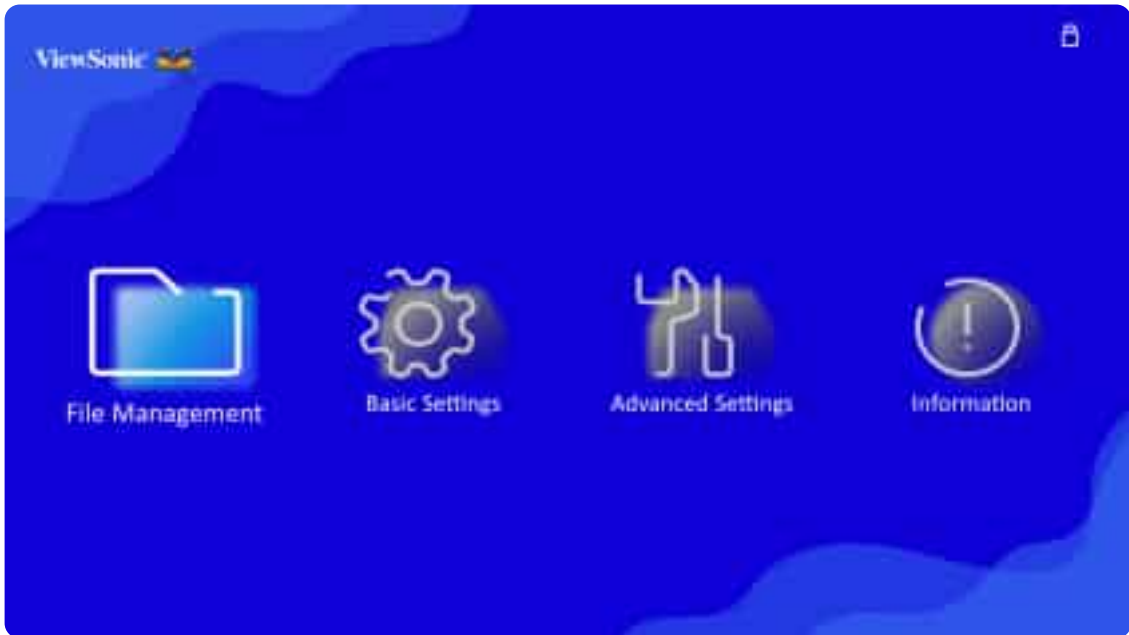 ViewSonic
File Management
Basic Settings
Advanced Settings
Information